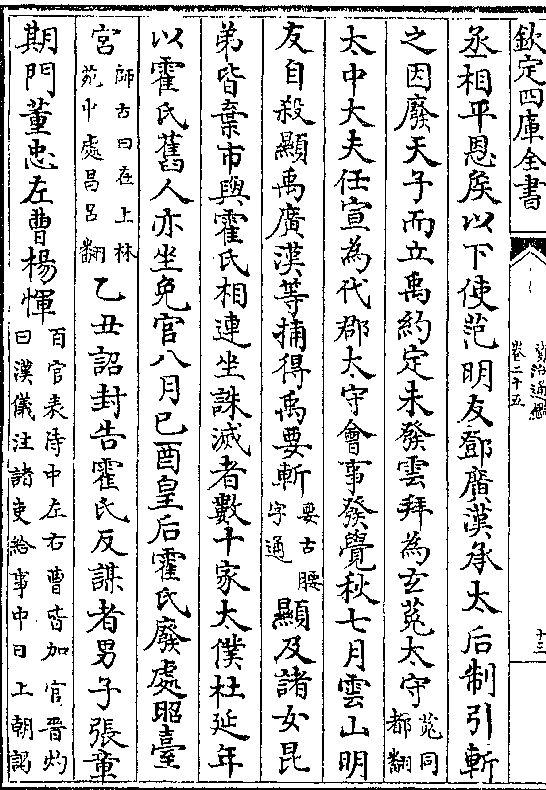 欽定四庫全書
資治通鑑
卷二十五
十三
丞相平恩侯以下使范明友鄧廣漢承太后制引斬
之因廢天子而立禹約定未發雲拜為玄菟太守
菟同
都翻
太中大夫任宣為代郡太守會事發覺秋七月雲山明
友自殺顯禹廣漢等捕得禹要斬
要古腰
字通
顯及諸女昆
弟皆棄市與霍氏相連坐誅滅者數十家太僕杜延年
以霍氏舊人亦坐免官八月己酉皇后霍氏廢處昭臺
宮
師古曰在上林
苑中處昌呂翻
乙丑詔封告霍氏反謀者男子張章
期門董忠左曹楊惲
百官表侍中左右曹皆加官晉灼
曰漢儀注諸吏給事中日上朝謁